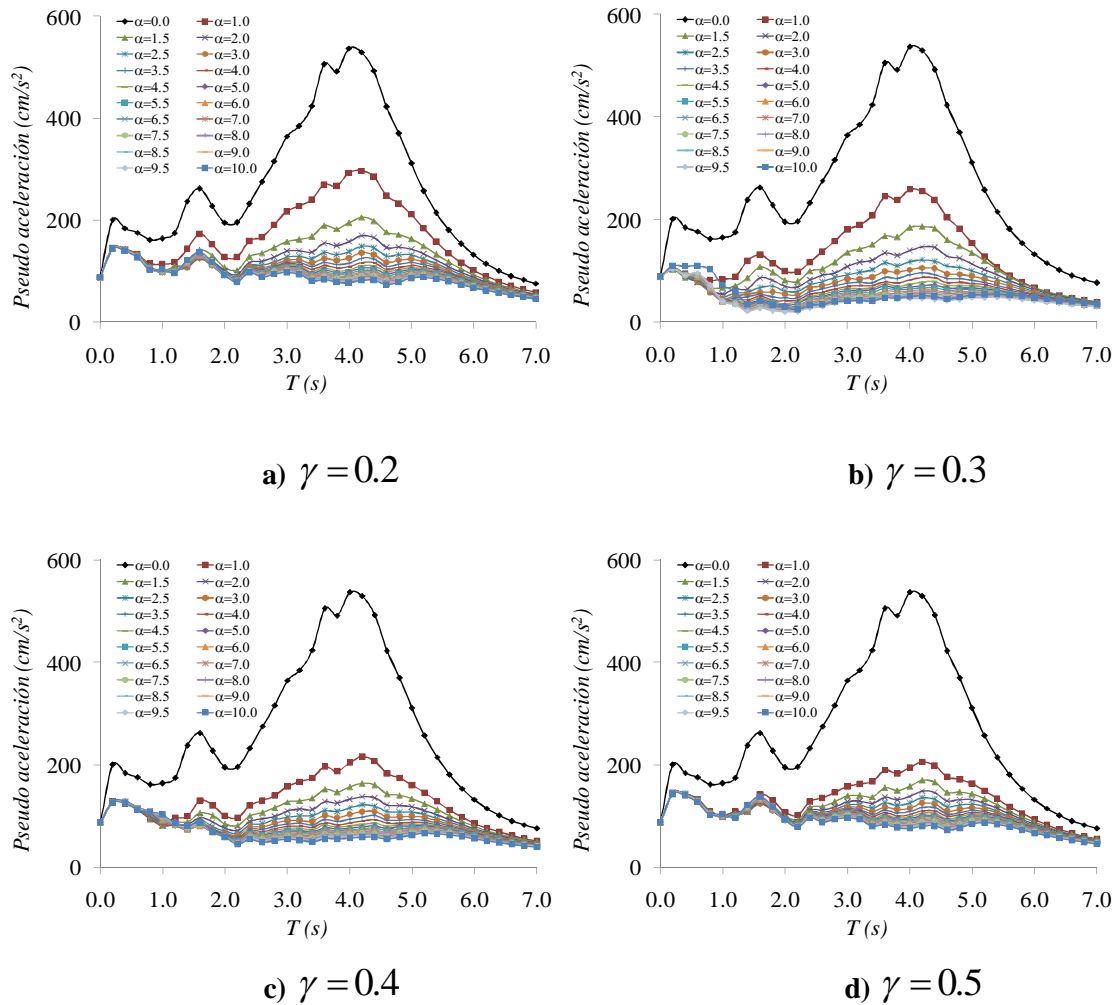 Pseudo aceleración (cm/s²)
600
400
200
0
α=0.0 α=1.0
α=1.5 α=2.0
α=2.5 α=3.0
α=3.5 α=4.0
α=4.5 α=5.0
α=5.5 α=6.0
α=6.5 α=7.0
α=7.5 α=8.0
α=8.5 α=9.0
α=9.5 α=10.0
0.0 1.0 2.0 3.0 4.0 5.0 6.0 7.0
T (s)
a) γ = 0.2
Pseudo aceleración (cm/s²)
600
400
200
0
α=0.0 α=1.0
α=1.5 α=2.0
α=2.5 α=3.0
α=3.5 α=4.0
α=4.5 α=5.0
α=5.5 α=6.0
α=6.5 α=7.0
α=7.5 α=8.0
α=8.5 α=9.0
α=9.5 α=10.0
0.0 1.0 2.0 3.0 4.0 5.0 6.0 7.0
T (s)
b) γ = 0.3
Pseudo aceleración (cm/s²)
600
400
200
0
α=0.0 α=1.0
α=1.5 α=2.0
α=2.5 α=3.0
α=3.5 α=4.0
α=4.5 α=5.0
α=5.5 α=6.0
α=6.5 α=7.0
α=7.5 α=8.0
α=8.5 α=9.0
α=9.5 α=10.0
0.0 1.0 2.0 3.0 4.0 5.0 6.0 7.0
T (s)
c) γ = 0.4
Pseudo aceleración (cm/s²)
600
400
200
0
α=0.0 α=1.0
α=1.5 α=2.0
α=2.5 α=3.0
α=3.5 α=4.0
α=4.5 α=5.0
α=5.5 α=6.0
α=6.5 α=7.0
α=7.5 α=8.0
α=8.5 α=9.0
α=9.5 α=10.0
0.0 1.0 2.0 3.0 4.0 5.0 6.0 7.0
T (s)
d) γ = 0.5